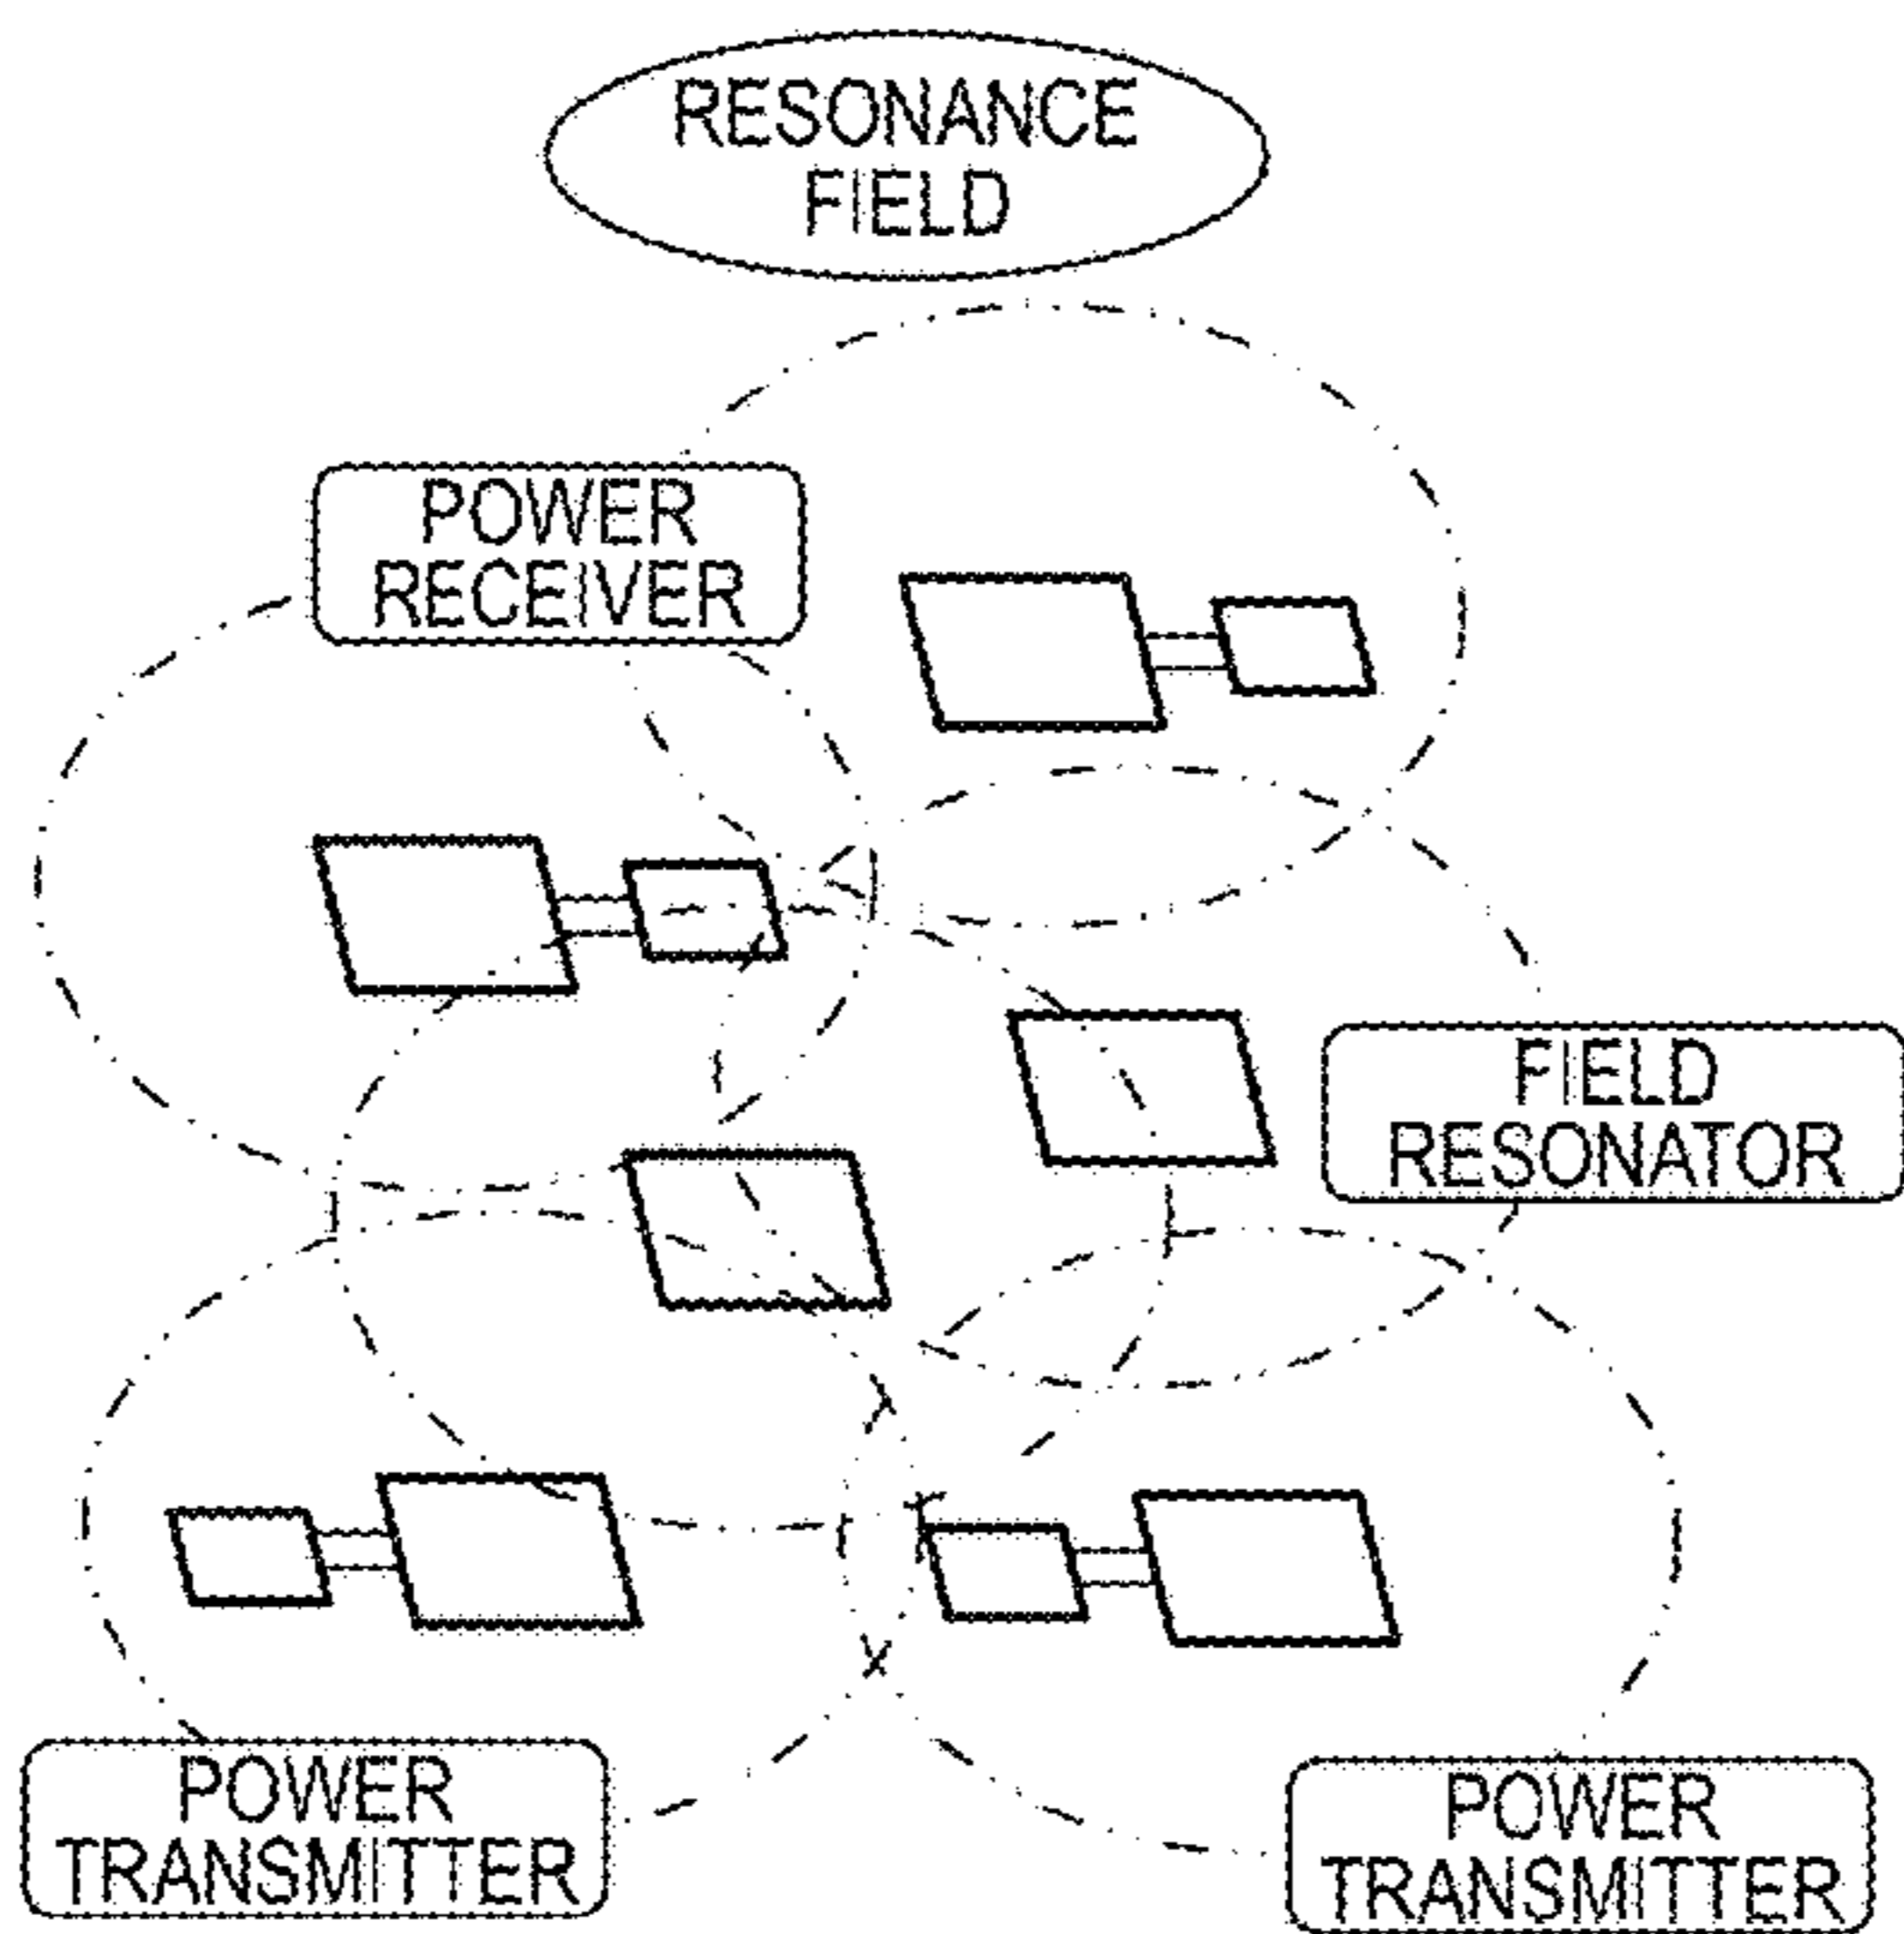 RESONANCE
FIELD
POWER
RECEIVER
FIELD
RESONATOR
POWER
TRANSMITTER
POWER
TRANSMITTER